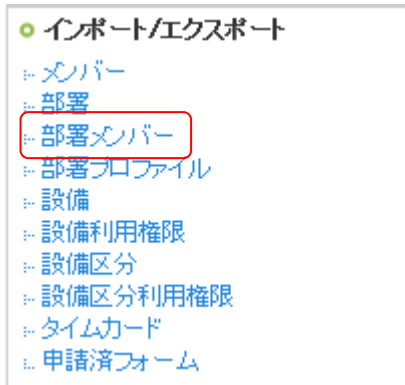 インポート/エクスポート
メンバー
部署
部署メンバー
部署プロファイル
設備
設備利用権限
設備区分
設備区分利用権限
タイムカード
申請済フォーム